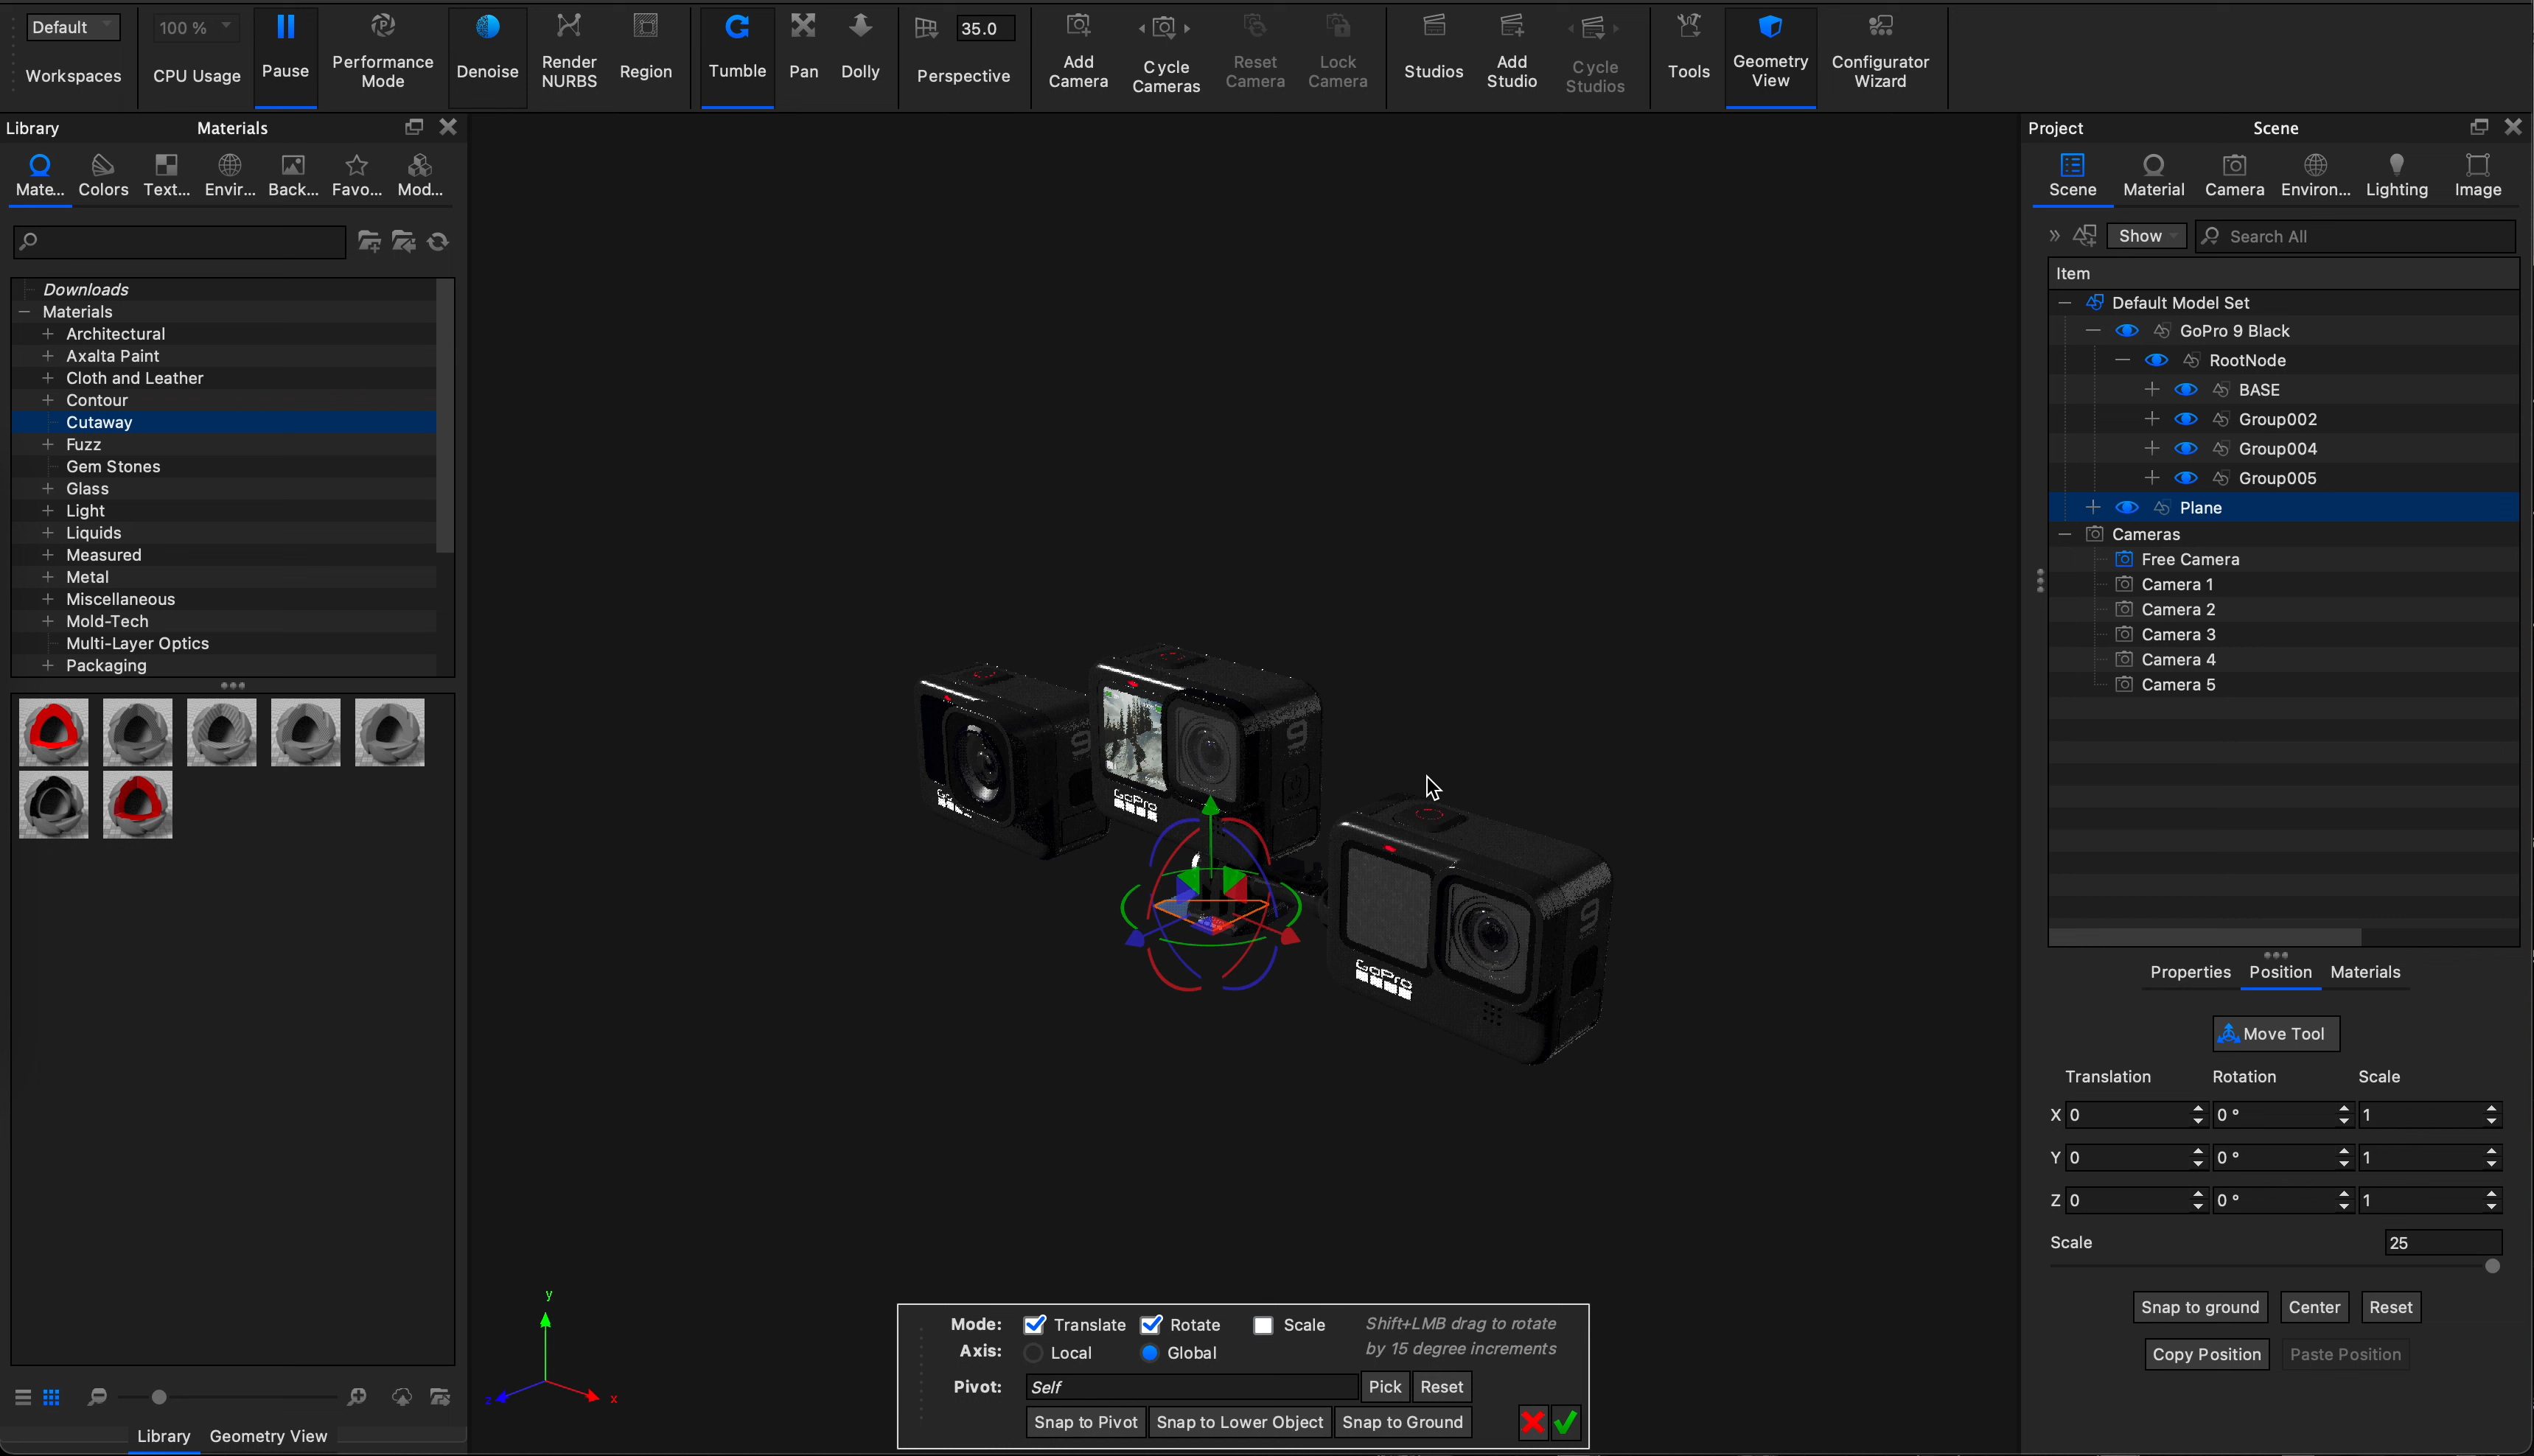 Default
Workspaces
100 %
CPU Usage
Pause
Performance
Mode
Denoise
Render
NURBS
Region
Tumble
Pan
Dolly
35.0
Perspective
Add
Camera
Cycle
Cameras
Reset
Camera
Lock
Camera
Studios
Add
Studio
Cycle
Studios
Tools
Geometry
View
Configurator
Wizard
Library
Materials
Mate...
Colors
Text...
Envir...
Back...
Favo...
Mod...
Downloads
Materials
Architectural
Axalta Paint
Cloth and Leather
Contour
Cutaway
Fuzz
Gem Stones
Glass
Light
Liquids
Measured
Metal
Miscellaneous
Mold-Tech
Multi-Layer Optics
Packaging
Library
Geometry View
9
9
GoPro
9
GoPro
y
z
x
Mode:
Translate
Rotate
Scale
Shift+LMB drag to rotate
by 15 degree increments
Axis:
Local
Global
Pivot:
Self
Pick
Reset
Snap to Pivot
Snap to Lower Object
Snap to Ground
Project
Scene
Scene
Material
Camera
Environ...
Lighting
Image
Show
Search All
Item
Default Model Set
GoPro 9 Black
RootNode
BASE
Group002
Group004
Group005
Plane
Cameras
Free Camera
Camera 1
Camera 2
Camera 3
Camera 4
Camera 5
Properties
Position
Materials
Move Tool
Translation
Rotation
Scale
X 0
0 °
1
Y 0
0 °
1
Z 0
0 °
1
Scale
25
Snap to ground
Center
Reset
Copy Position
Paste Position